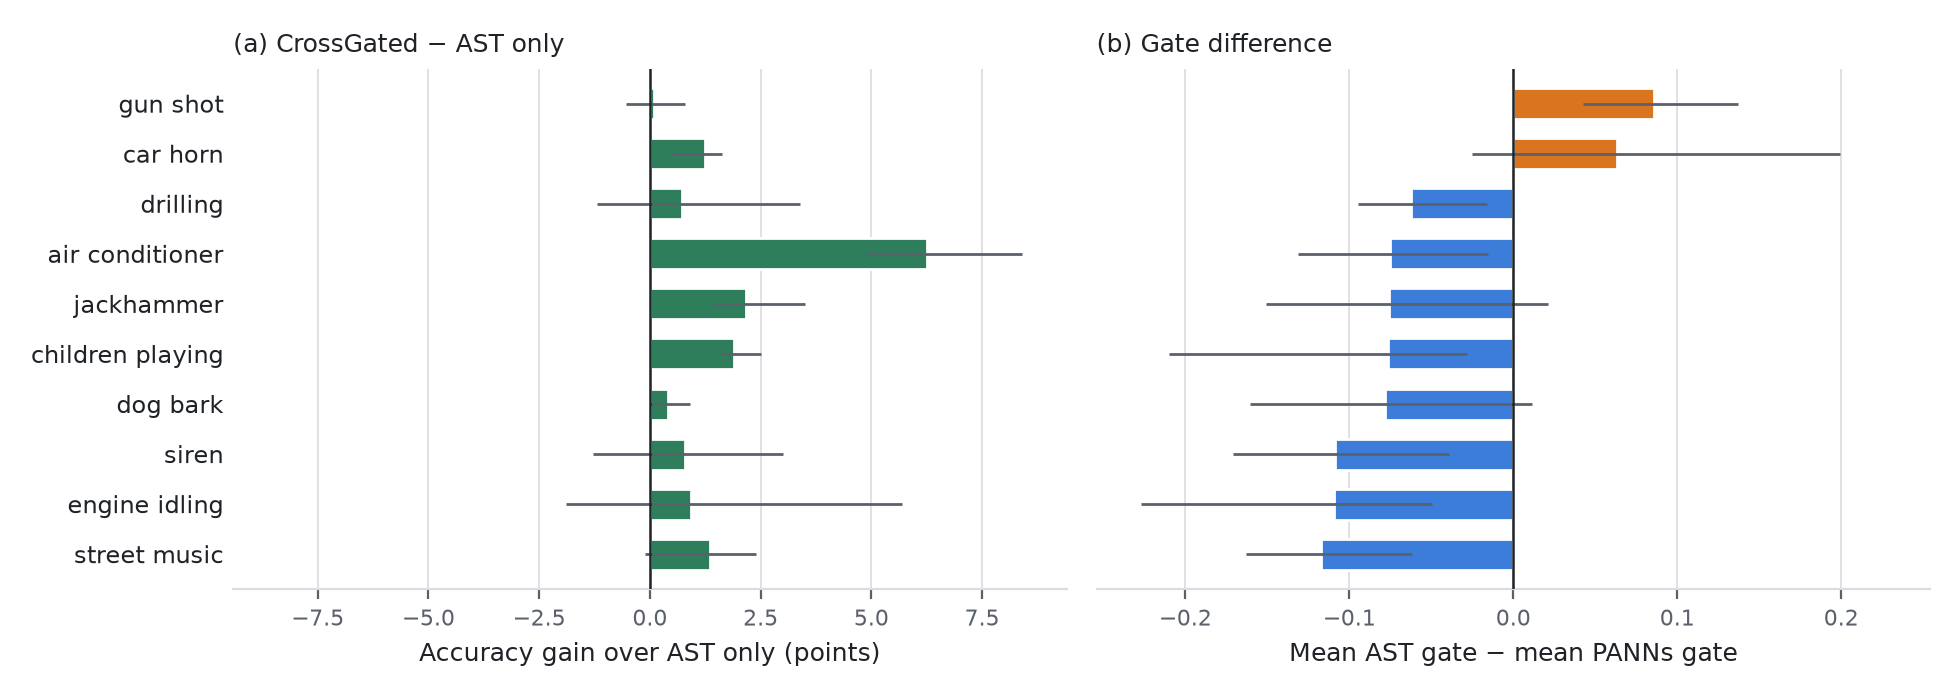 (a) CrossGated − AST only
gun shot
car horn
drilling
air conditioner
jackhammer
children playing
dog bark
siren
engine idling
street music
−7.5 −5.0 −2.5 0.0 2.5 5.0 7.5
Accuracy gain over AST only (points)
(b) Gate difference
−0.2 −0.1 0.0 0.1 0.2
Mean AST gate − mean PANNs gate